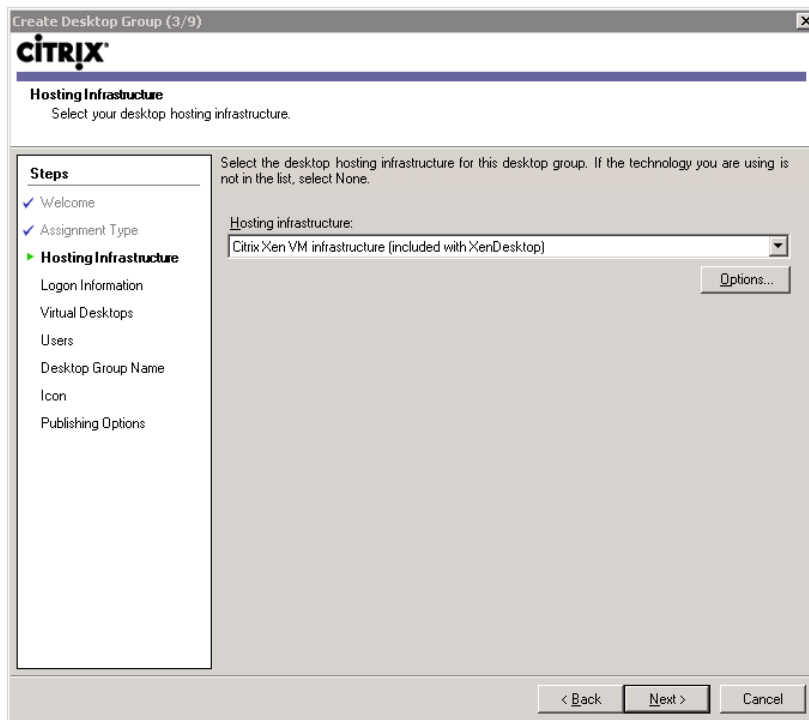 Create Desktop Group (3/9)
CİTRIX®
Hosting Infrastructure
Select your desktop hosting infrastructure.
Steps
Welcome
Assignment Type
Hosting Infrastructure
Logon Information
Virtual Desktops
Users
Desktop Group Name
Icon
Publishing Options
Select the desktop hosting infrastructure for this desktop group. If the technology you are using is
not in the list, select None.
Hosting infrastructure:
Citrix Xen VM infrastructure (included with XenDesktop)
Options...
< Back
Next >
Cancel